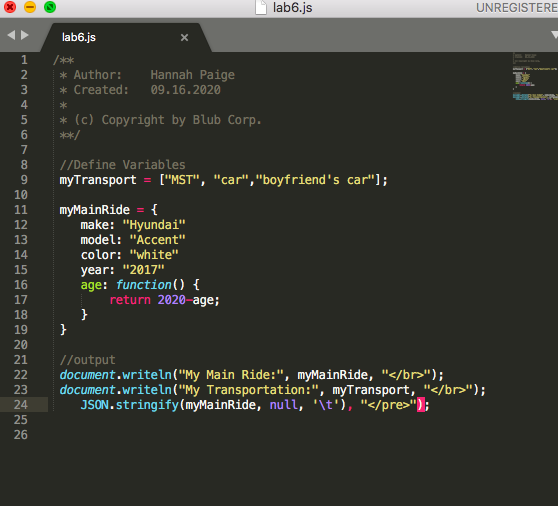 lab6.js
UNREGISTERE
lab6.js ×
1 /**
2 * Author: Hannah Paige
3 * Created: 09.16.2020
4 *
5 * (c) Copyright by Blub Corp.
6 **/
7
8 //Define Variables
9 myTransport = ["MST", "car","boyfriend's car"];
10
11 myMainRide = {
12 make: "Hyundai"
13 model: "Accent"
14 color: "white"
15 year: "2017"
16 age: function() {
17 return 2020-age;
18 }
19 }
20
21 //output
22 document.writeln("My Main Ride:", myMainRide, "</br>");
23 document.writeln("My Transportation:", myTransport, "</br>");
24 JSON.stringify(myMainRide, null, '\t'), "</pre>");
25
26